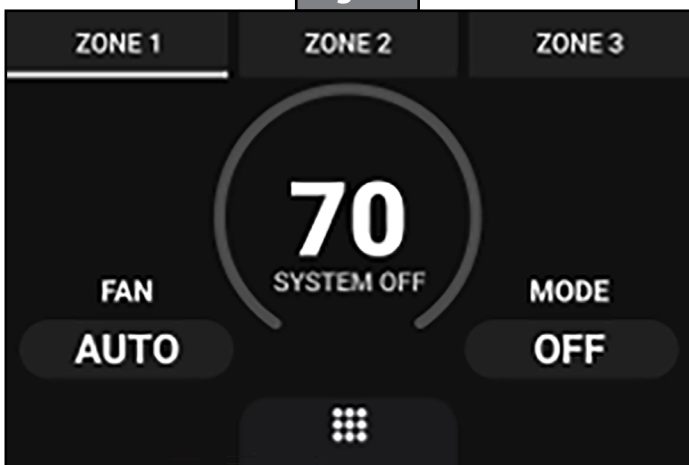 ZONE 1
ZONE 2
ZONE 3
70
SYSTEM OFF
FAN
AUTO
MODE
OFF